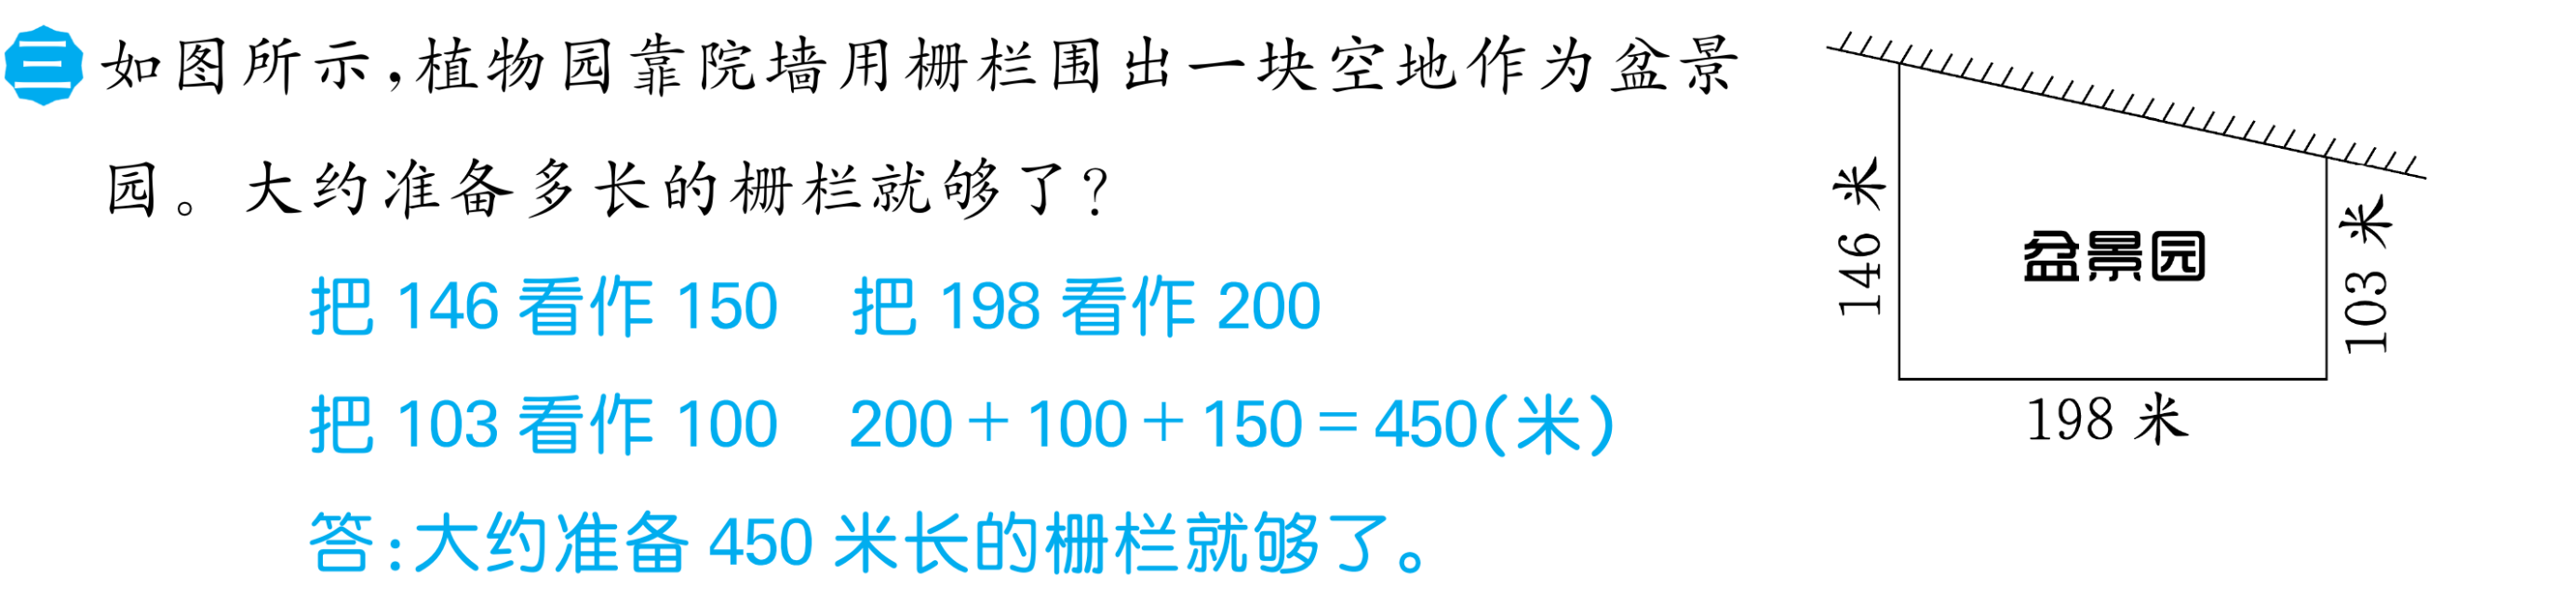 三 如图所示,植物园靠院墙用栅栏围出一块空地作为盆景
园。大约准备多长的栅栏就够了?
把 146 看作 150 把 198 看作 200
把 103 看作 100 200+100+150=450(米)
答:大约准备 450 米长的栅栏就够了。
146 米
盆景园
103 米
198 米